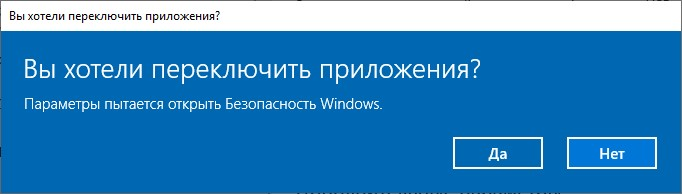 Вы хотели переключить приложения?
Вы хотели переключить приложения?
Параметры пытается открыть Безопасность Windows.
Да
Нет